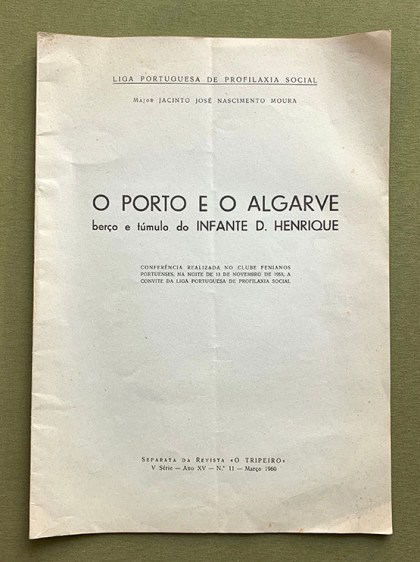 LIGA PORTUGUESA DE PROFILAXIA SOCIAL
MAJOR JACINTO JOSÉ NASCIMENTO MOURA
O PORTO E O ALGARVE
berço e túmulo do INFANTE D. HENRIQUE
CONFERÊNCIA REALIZADA NO CLUBE FENIANOS
PORTUENSES, NA NOITE DE 13 DE NOVEMBRO DE 1959, A
CONVITE DA LIGA PORTUGUESA DE PROFILAXIA SOCIAL
SEPARATA DA REVISTA «O TRIPEIRO»
V Série — Ano XV — N.º 11 — Março 1960